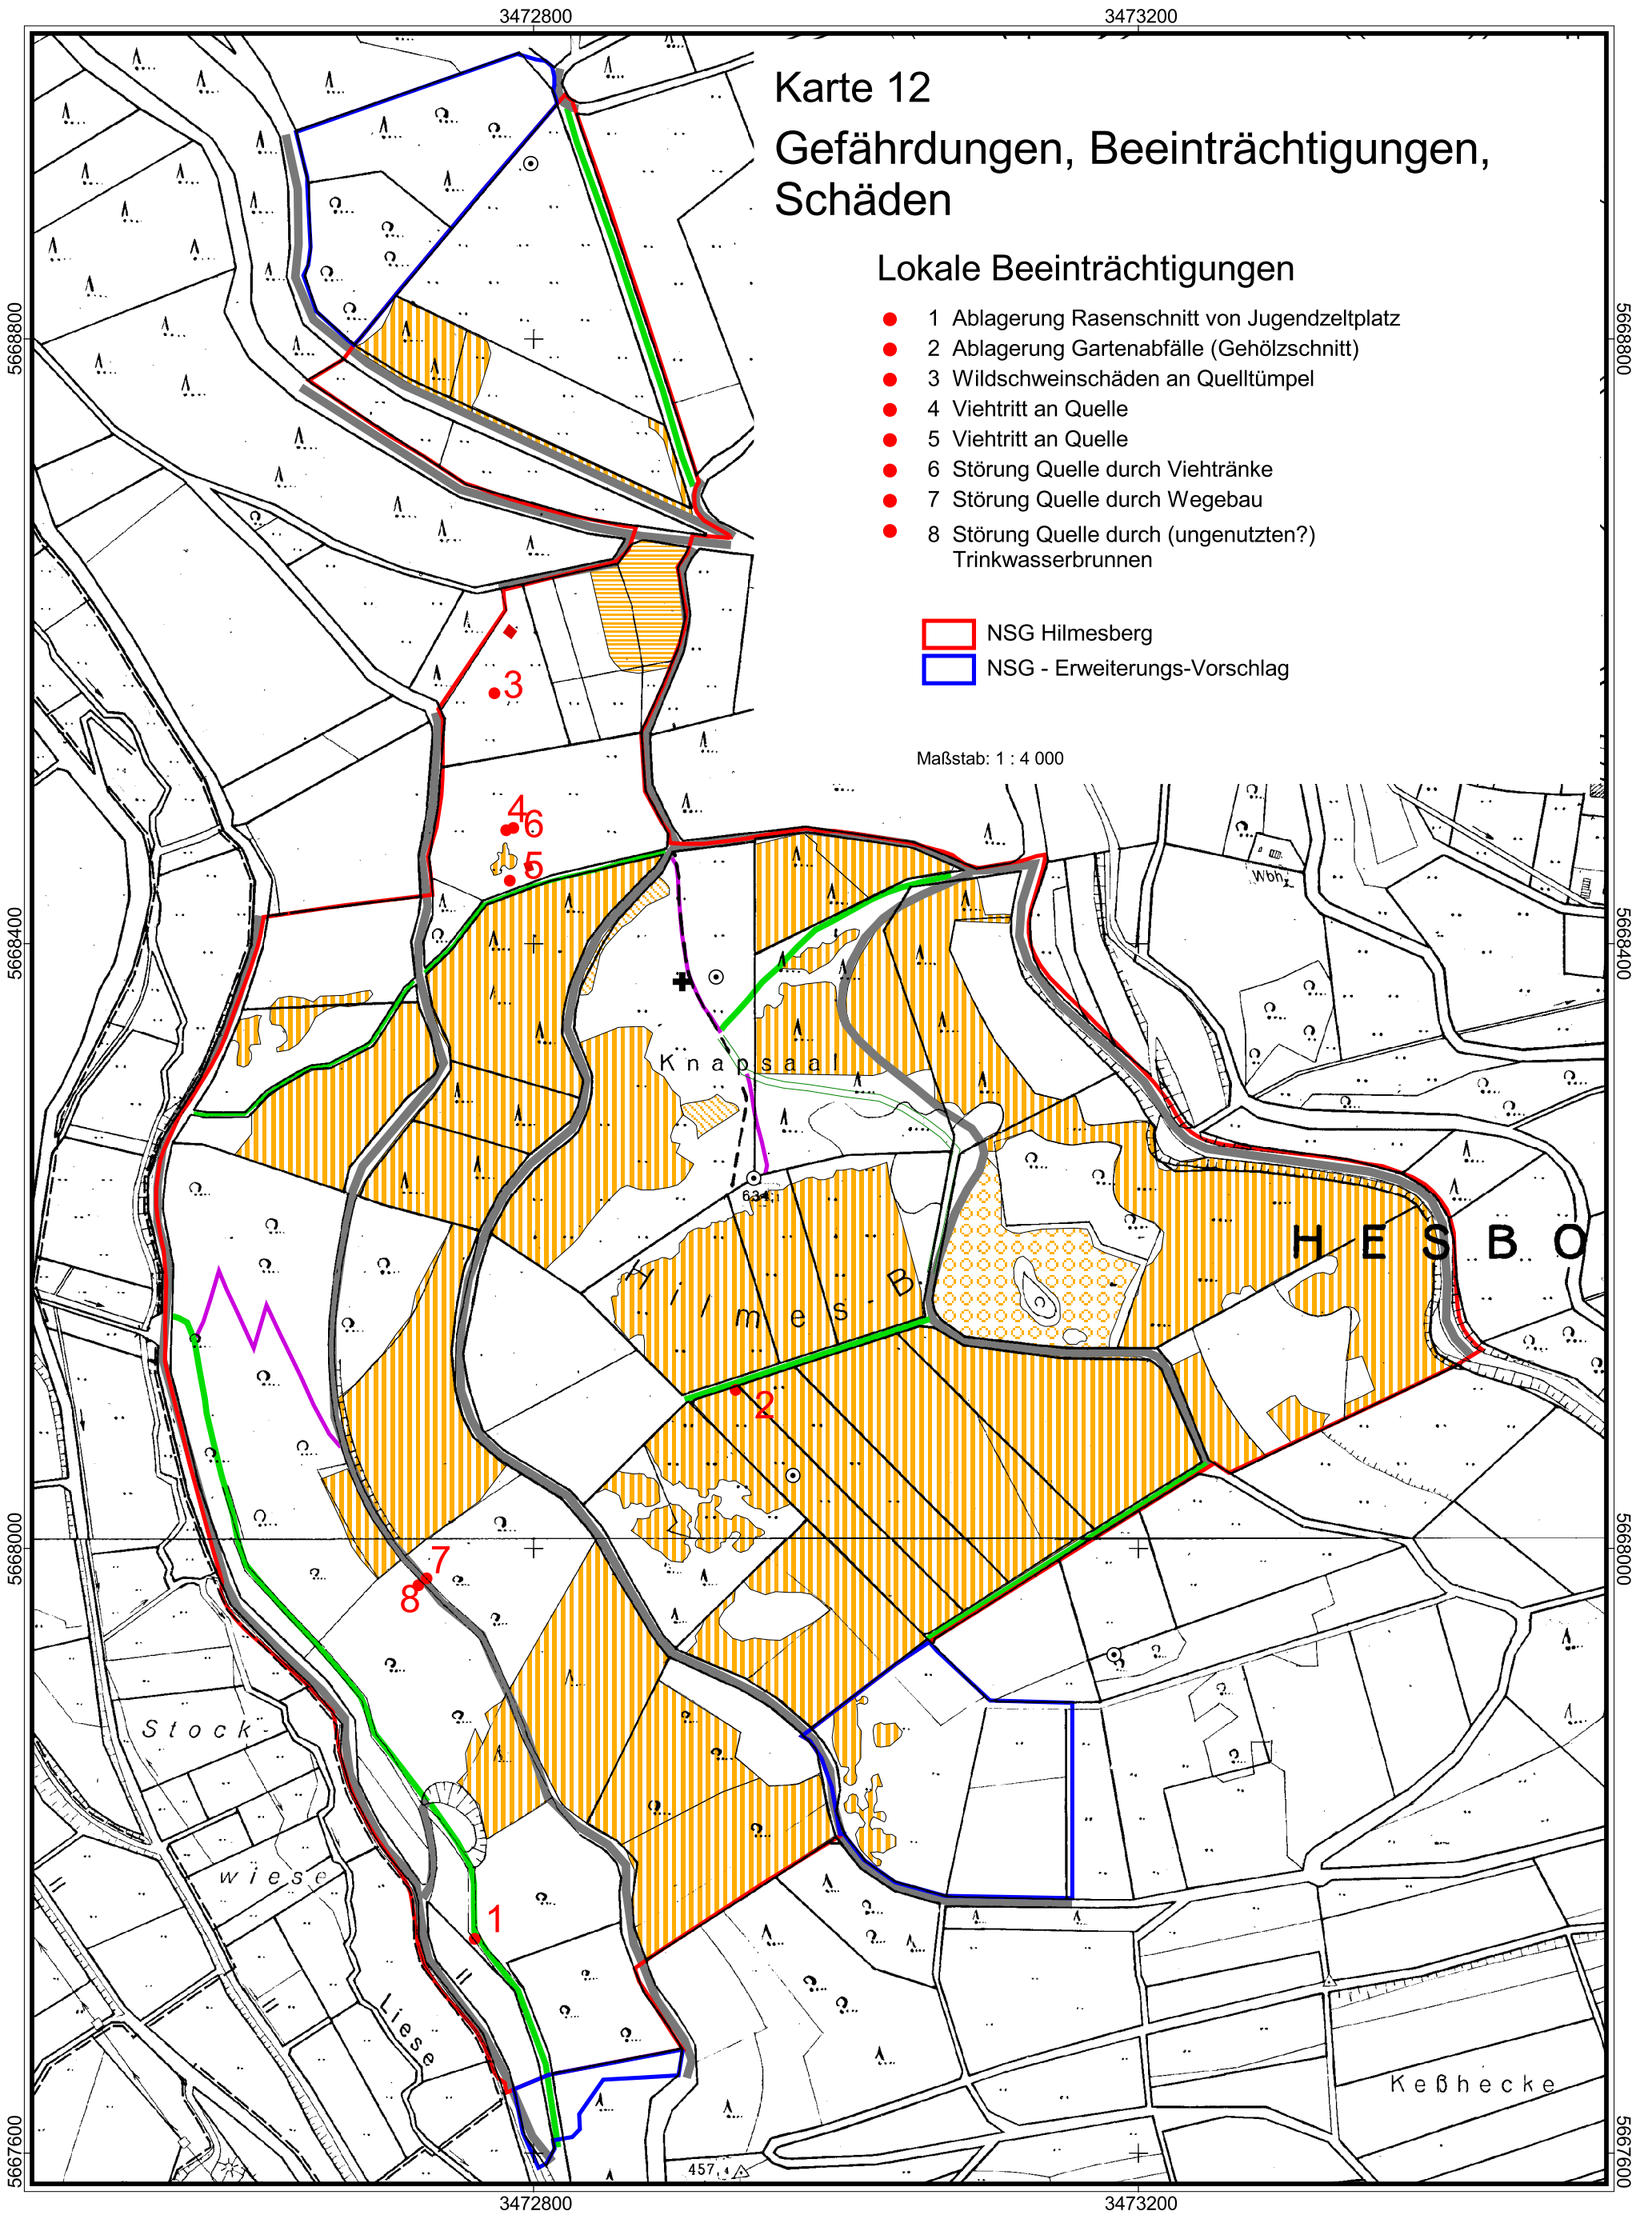 3472800
3473200
Karte 12
Gefährdungen, Beeinträchtigungen,
Schäden
Lokale Beeinträchtigungen
1 Ablagerung Rasenschnitt von Jugendzeltplatz
2 Ablagerung Gartenabfälle (Gehölzschnitt)
3 Wildschweinschäden an Quelltümpel
4 Viehtritt an Quelle
5 Viehtritt an Quelle
6 Störung Quelle durch Viehtränke
7 Störung Quelle durch Wegebau
8 Störung Quelle durch (ungenutzten?)
Trinkwasserbrunnen
NSG Hilmesberg
NSG - Erweiterungs-Vorschlag
Maßstab: 1 : 4 000
5668800
5668800
3
4
6
5
Wbh.
5668400
5668400
Knapsaal
634,1
HESBO
Hilmes-B
2
5668000
5668000
7
8
Stock-
wiese
1
Liese
Keßhecke
457,4
5667600
5667600
3472800
3473200